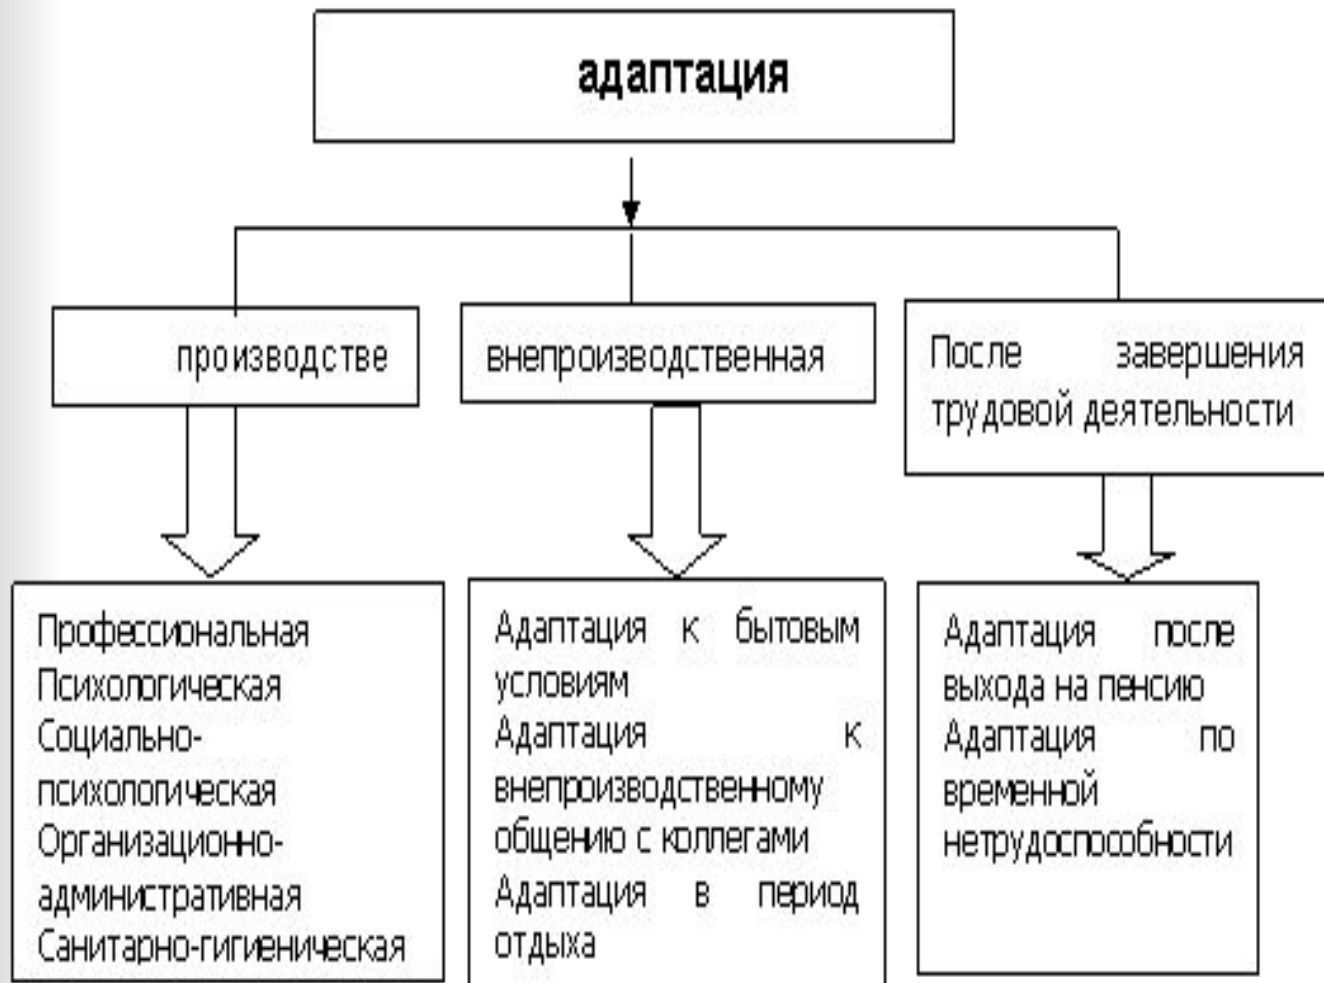 адаптация
производстве
внепроизводственная
После завершения
трудовой деятельности
Профессиональная
Психологическая
Социально-
психологическая
Организационно-
административная
Санитарно-гигиеническая
Адаптация к бытовым
условиям
Адаптация к
внепроизводственному
общению с коллегами
Адаптация в период
отдыха
Адаптация после
выхода на пенсию
Адаптация по
временной
нетрудоспособности